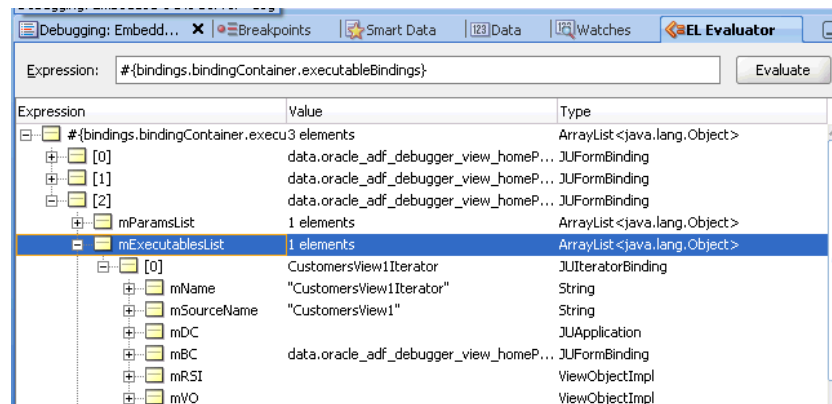 Debugging: Embedd... Breakpoints Smart Data Data Watches EL Evaluator
Expression: #{bindings.bindingContainer.executableBindings} Evaluate
Expression Value Type
#{bindings.bindingContainer.execu 3 elements ArrayList<java.lang.Object>
[0] data.oracle_adf_debugger_view_homeP... JUFormBinding
[1] data.oracle_adf_debugger_view_homeP... JUFormBinding
[2] data.oracle_adf_debugger_view_homeP... JUFormBinding
mParamsList 1 elements ArrayList<java.lang.Object>
mExecutablesList 1 elements ArrayList<java.lang.Object>
[0] CustomersView1Iterator JUIteratorBinding
mName "CustomersView1Iterator" String
mSourceName "CustomersView1" String
mDC JUApplication
mBC data.oracle_adf_debugger_view_homeP... JUFormBinding
mRSI ViewObjectImpl
mVO ViewObjectImpl